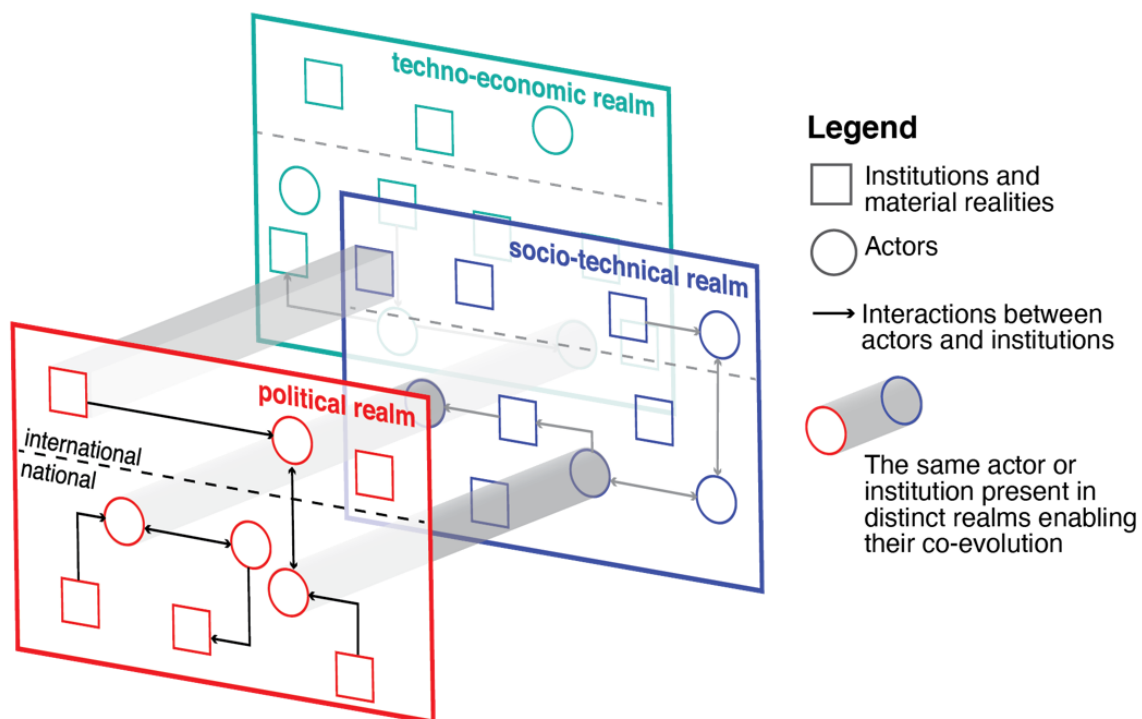 techno-economic realm
socio-technical realm
political realm
international
national
Legend
Institutions and
material realities
Actors
Interactions between
actors and institutions
The same actor or
institution present in
distinct realms enabling
their co-evolution